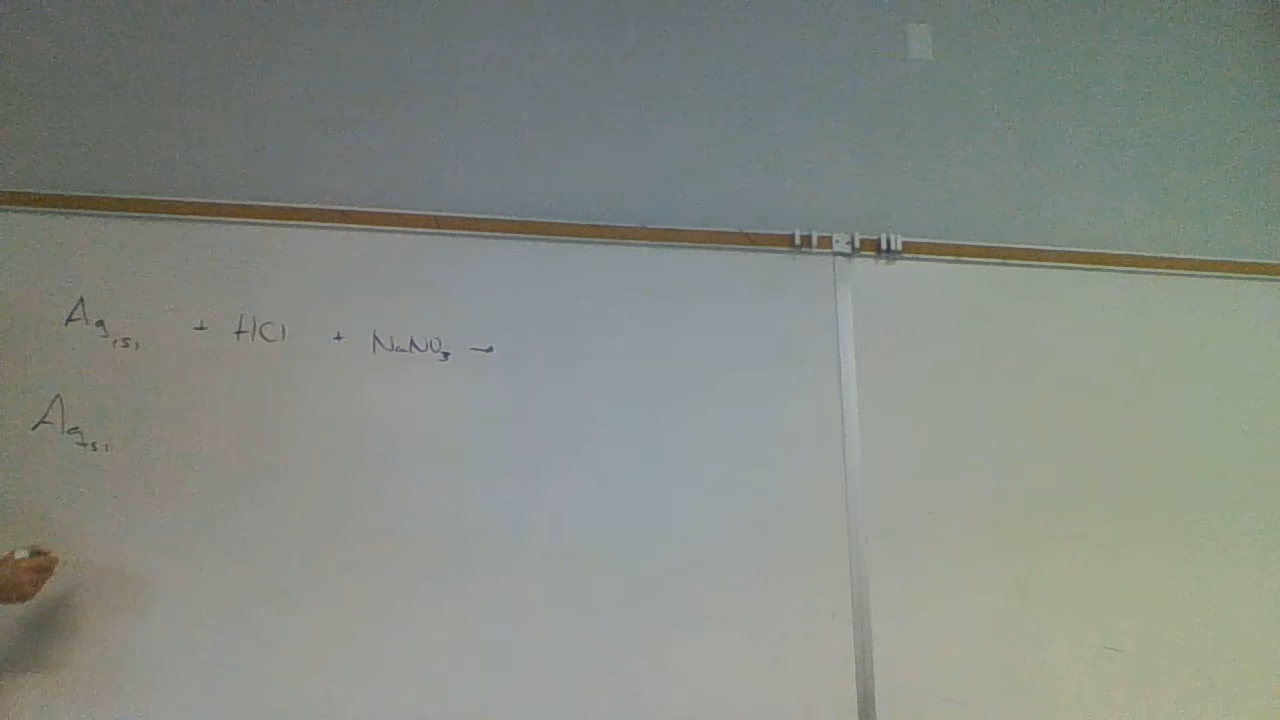 Ag(s) + HCl + NaNO3 →
Ag(s)